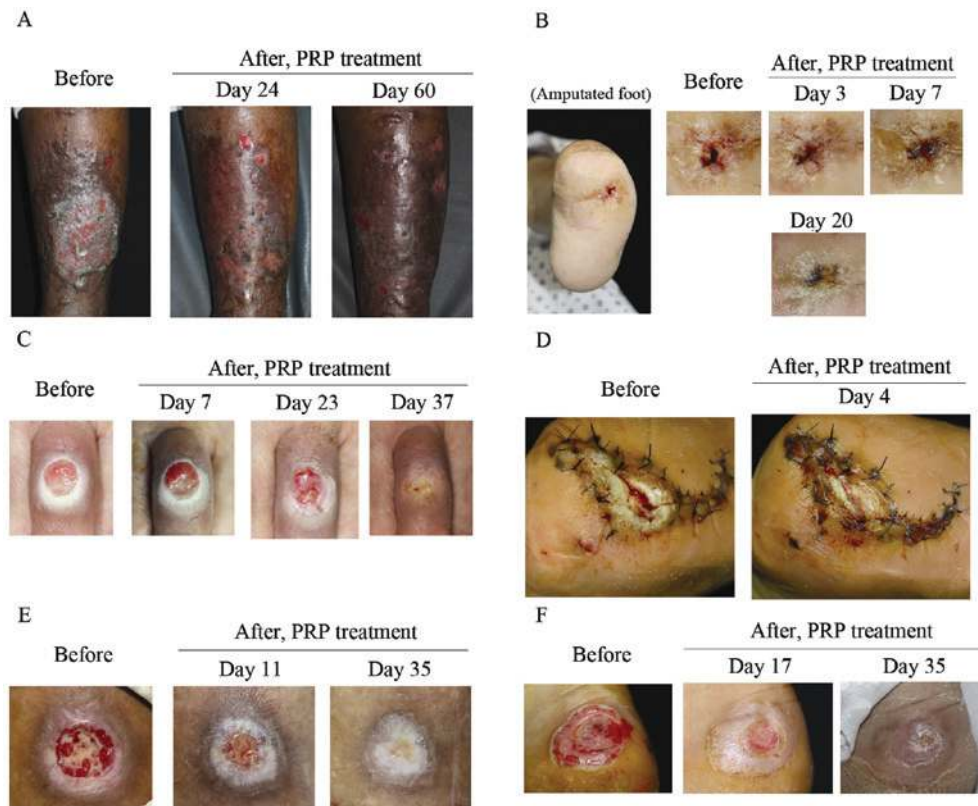 A
Before
After, PRP treatment
Day 24
Day 60
B
(Amputated foot)
Before
After, PRP treatment
Day 3
Day 7
Day 20
C
Before
After, PRP treatment
Day 7
Day 23
Day 37
D
Before
After, PRP treatment
Day 4
E
Before
After, PRP treatment
Day 11
Day 35
F
Before
After, PRP treatment
Day 17
Day 35